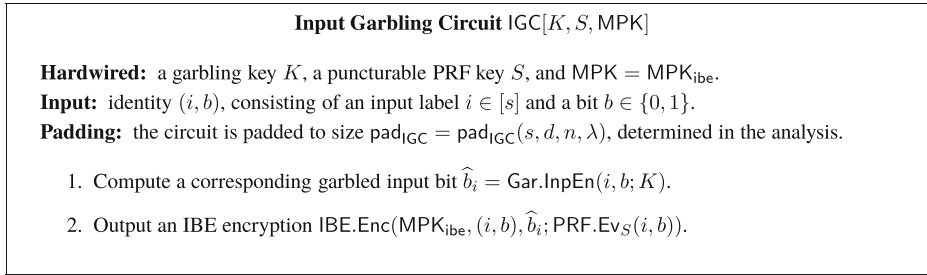 Input Garbling Circuit IGC[K, S, MPK]
Hardwired: a garbling key K, a puncturable PRF key S, and MPK = MPK_ibe.
Input: identity (i, b), consisting of an input label i ∈ [s] and a bit b ∈ {0, 1}.
Padding: the circuit is padded to size pad_IGC = pad_IGC(s, d, n, λ), determined in the analysis.
1. Compute a corresponding garbled input bit b̂_i = Gar.InpEn(i, b; K).
2. Output an IBE encryption IBE.Enc(MPK_ibe, (i, b), b̂_i; PRF.Ev_S(i, b)).